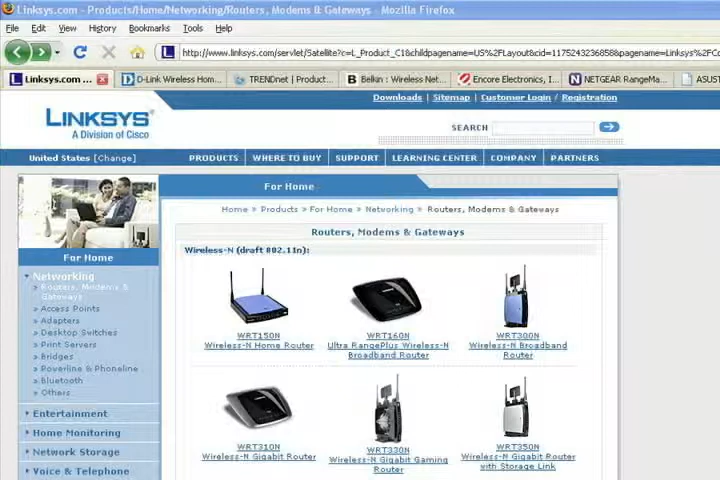 Linksys.com - Products/Home/Networking/Routers, Modems & Gateways - Mozilla Firefox
File Edit View History Bookmarks Tools Help
http://www.linksys.com/servlet/Satellite?c=L_Product_C1&childpagename=US%2FLayout&cid=1175243236858&pagename=Linksys%2FCo
Linksys.com ...
D-Link Wireless Hom...
TRENDnet | Product...
Belkin : Wireless Net...
Encore Electronics, I...
NETGEAR RangeMa...
ASUST
Downloads | Sitemap | Customer Login / Registration
LINKSYS®
A Division of Cisco
SEARCH
United States [Change]
PRODUCTS WHERE TO BUY SUPPORT LEARNING CENTER COMPANY PARTNERS
For Home
Home » Products » For Home » Networking » Routers, Modems & Gateways
Routers, Modems & Gateways
Wireless-N (draft 802.11n):
For Home
Networking
» Routers, Modems & Gateways
» Access Points
» Adapters
» Desktop Switches
» Print Servers
» Bridges
» Powerline & Phoneline
» Bluetooth
» Others
Entertainment
Home Monitoring
Network Storage
Voice & Telephone
WRT150N
Wireless-N Home Router
WRT160N
Ultra RangePlus Wireless-N
Broadband Router
WRT300N
Wireless-N Broadband
Router
WRT310N
Wireless-N Gigabit Router
WRT330N
Wireless-N Gigabit Gaming
Router
WRT350N
Wireless-N Gigabit Router
with Storage Link